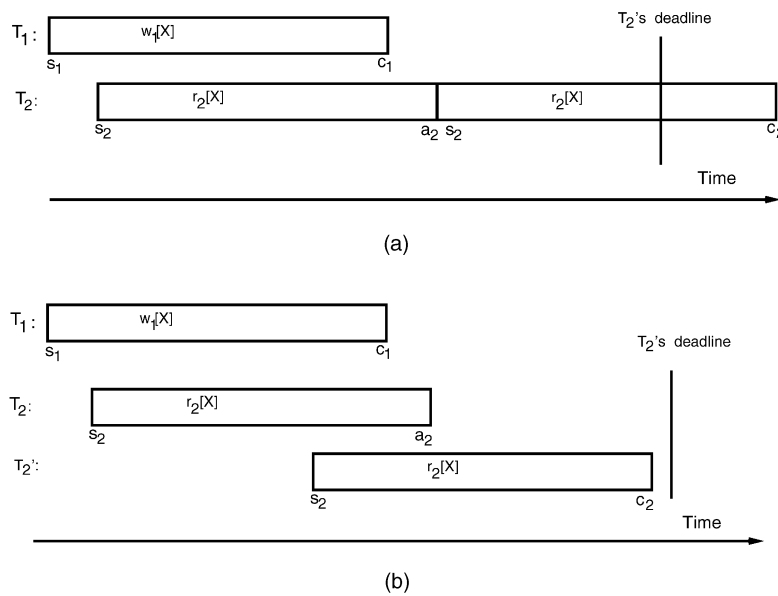 T₂'s deadline
T₁: w₁[X]
s₁ c₁
T₂: r₂[X] r₂[X]
s₂ a₂ s₂ c₂
Time
(a)
T₁: w₁[X]
s₁ c₁
T₂'s deadline
T₂: r₂[X]
s₂ a₂
T₂': r₂[X]
s₂ c₂
Time
(b)